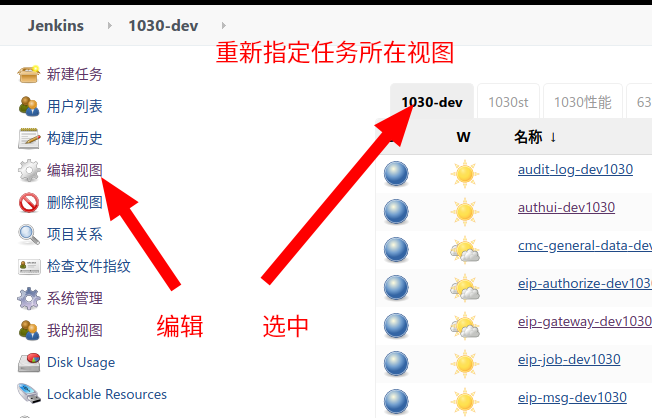 Jenkins 1030-dev
重新指定任务所在视图
新建任务
用户列表
构建历史
编辑视图
删除视图
项目关系
检查文件指纹
系统管理
我的视图
Disk Usage
Lockable Resources
编辑
选中
1030-dev 1030st 1030性能 63
W 名称 ↓
audit-log-dev1030
authui-dev1030
cmc-general-data-dev
eip-authorize-dev1030
eip-gateway-dev1030
eip-job-dev1030
eip-msg-dev1030